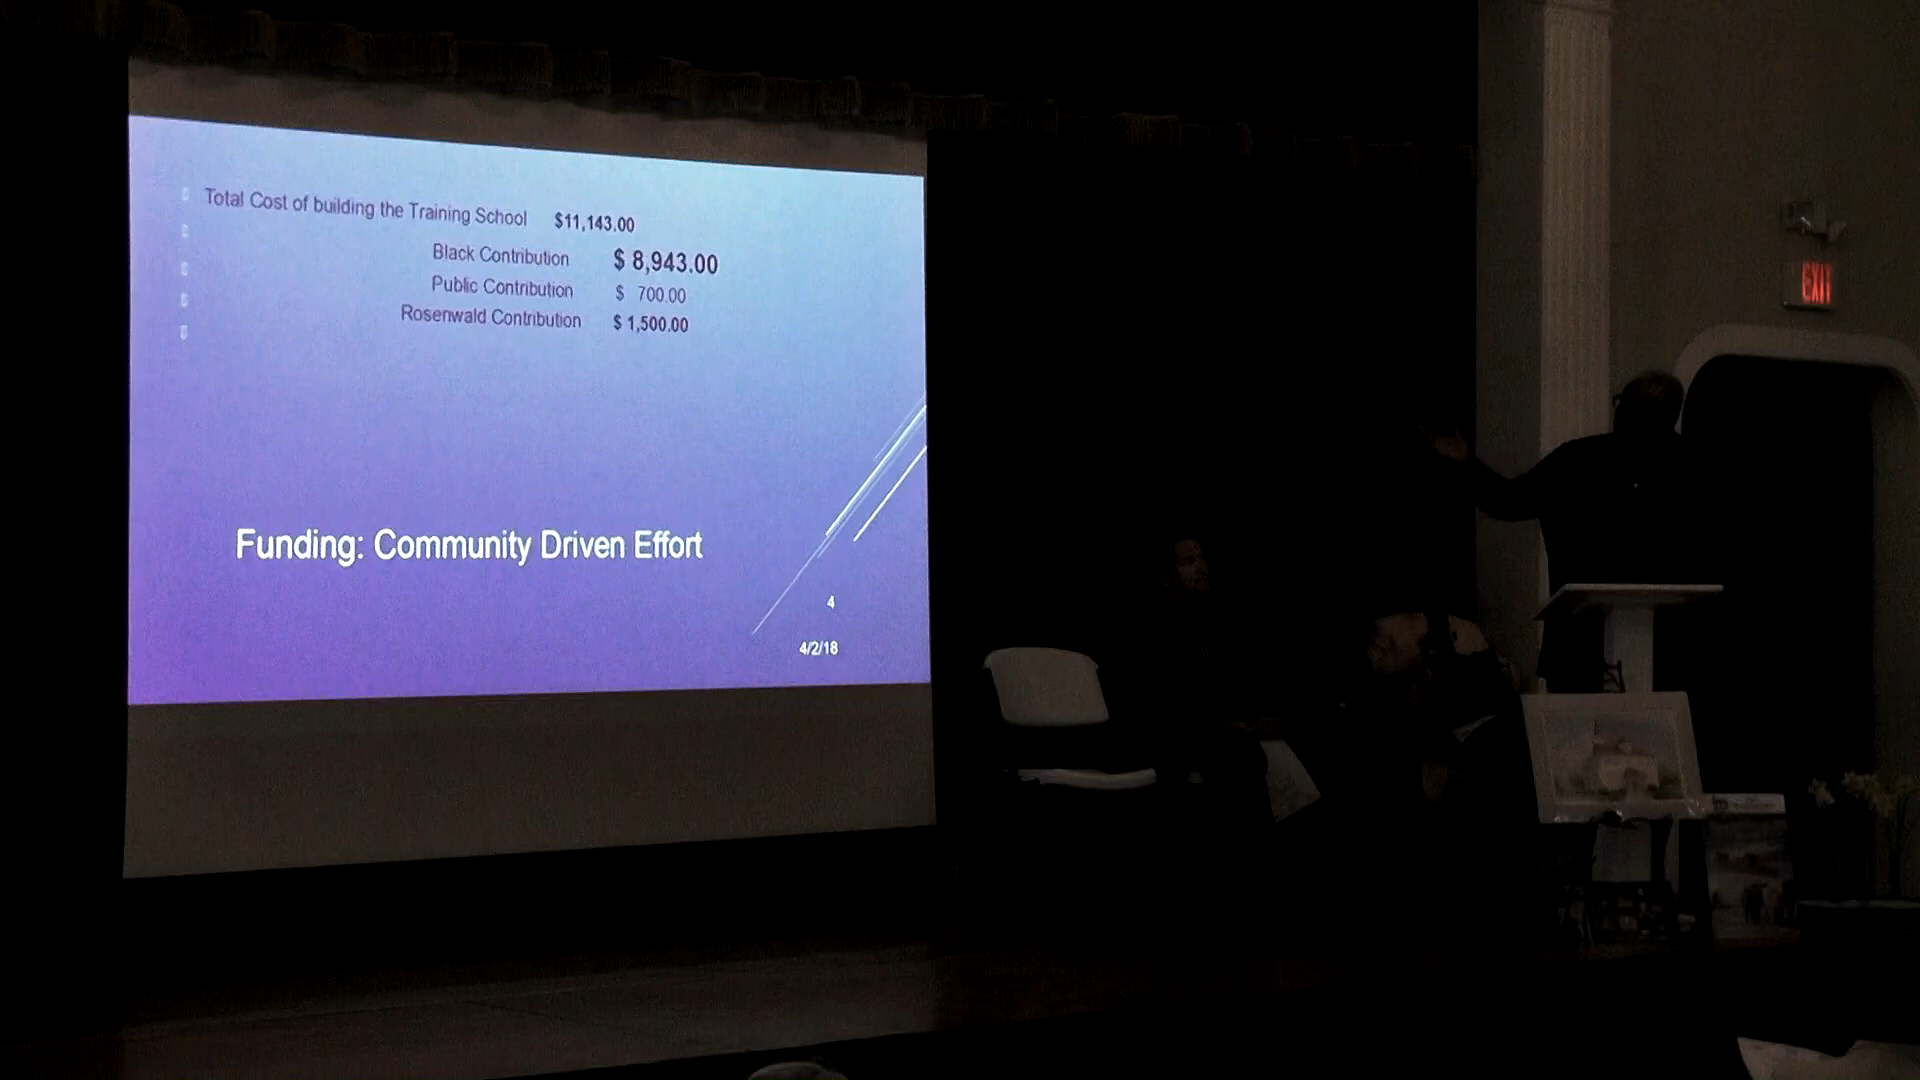 Total Cost of building the Training School $11,143.00
Black Contribution $ 8,943.00
Public Contribution $ 700.00
Rosenwald Contribution $ 1,500.00
Funding: Community Driven Effort
4
4/2/18
EXIT